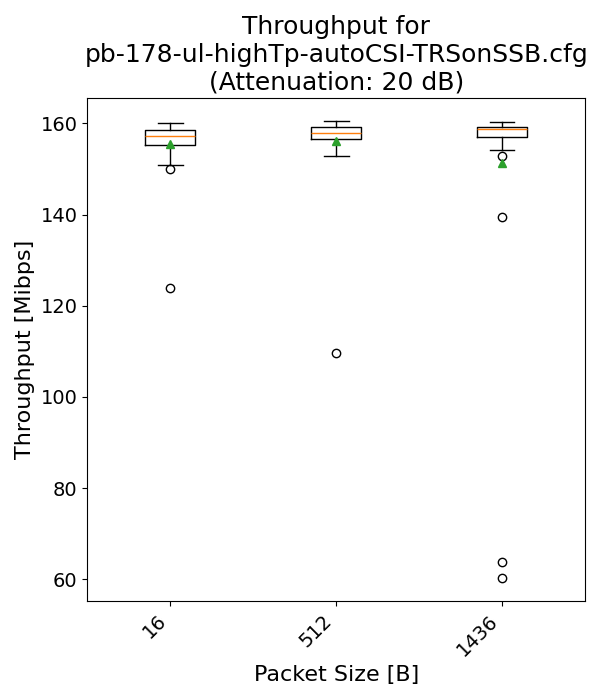 Throughput for
pb-178-ul-highTp-autoCSI-TRSonSSB.cfg
(Attenuation: 20 dB)
160
140
120
100
80
60
Throughput [Mibps]
16
512
1436
Packet Size [B]